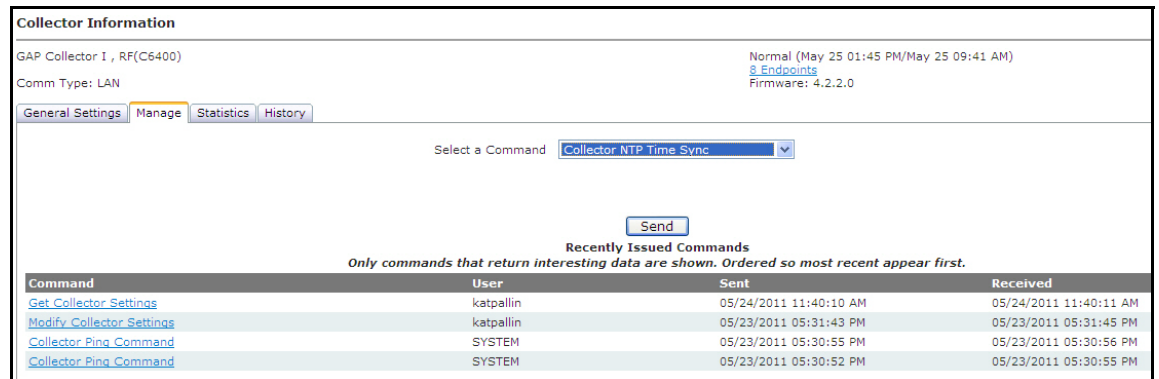 Collector Information
GAP Collector I , RF(C6400)
Normal (May 25 01:45 PM/May 25 09:41 AM)
8 Endpoints
Comm Type: LAN
Firmware: 4.2.2.0
General Settings Manage Statistics History
Select a Command Collector NTP Time Sync
Send
Recently Issued Commands
Only commands that return interesting data are shown. Ordered so most recent appear first.
Command User Sent Received
Get Collector Settings katpallin 05/24/2011 11:40:10 AM 05/24/2011 11:40:11 AM
Modify Collector Settings katpallin 05/23/2011 05:31:43 PM 05/23/2011 05:31:45 PM
Collector Ping Command SYSTEM 05/23/2011 05:30:55 PM 05/23/2011 05:30:56 PM
Collector Ping Command SYSTEM 05/23/2011 05:30:52 PM 05/23/2011 05:30:55 PM